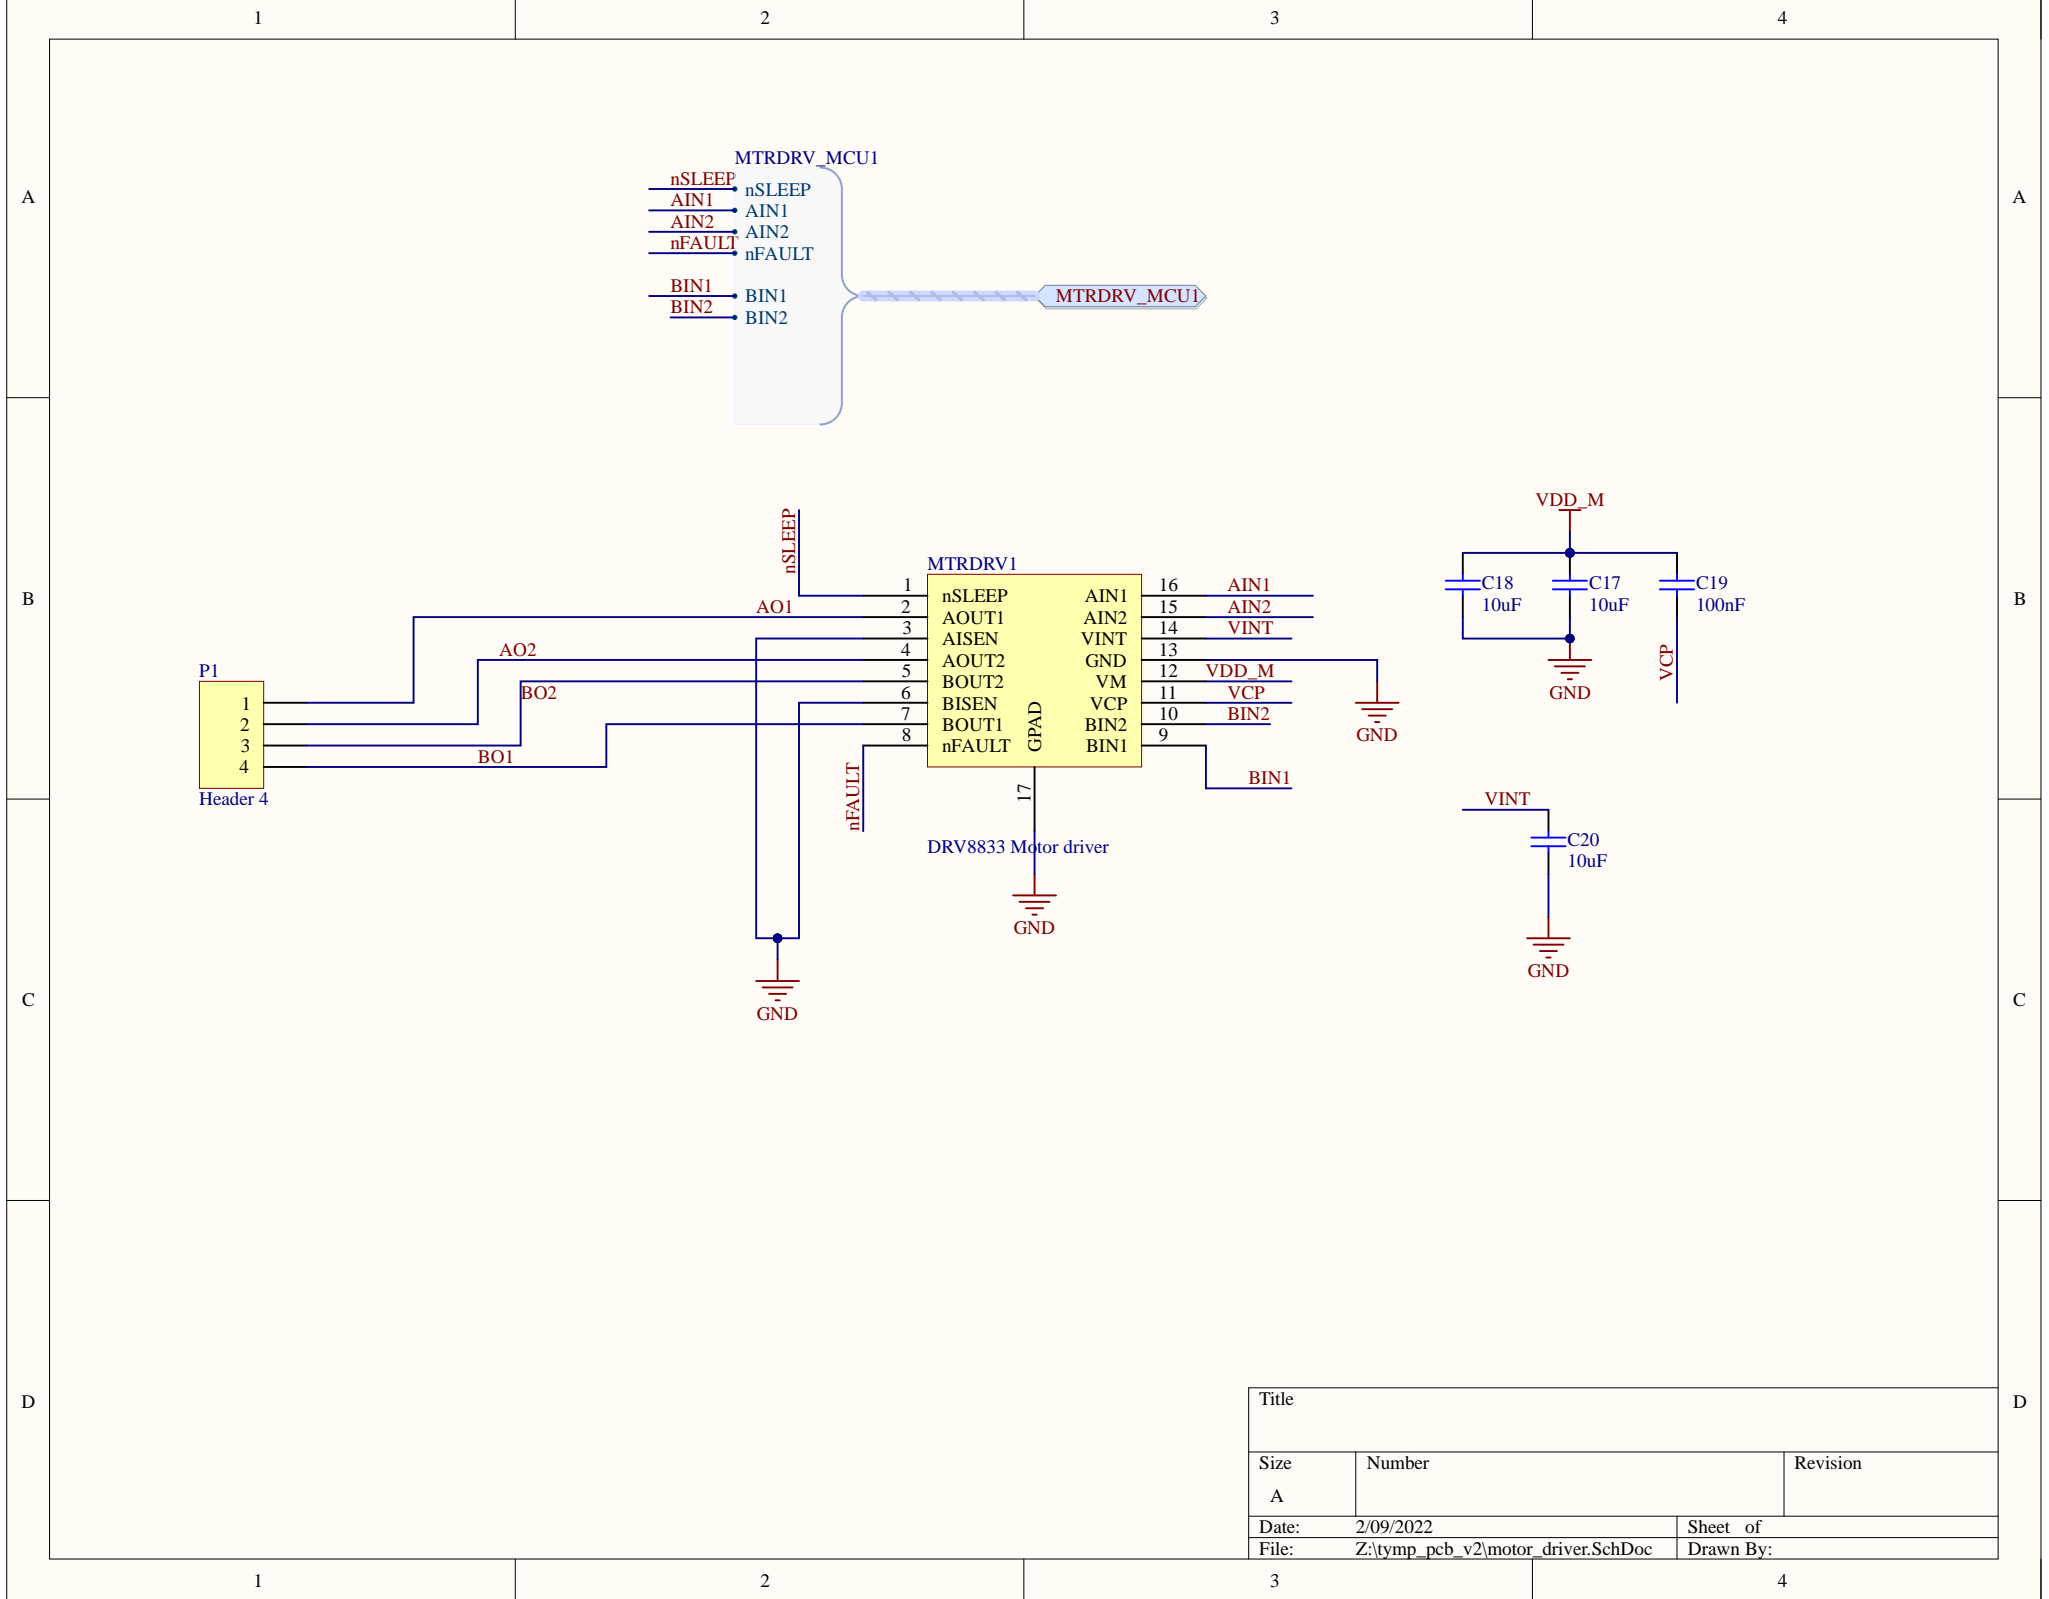 1 2 3 4
A A
MTRDRV_MCU1
nSLEEP nSLEEP
AIN1 AIN1
AIN2 AIN2
nFAULT nFAULT
BIN1 BIN1
BIN2 BIN2
MTRDRV_MCU1
B B
nSLEEP
MTRDRV1
1 nSLEEP AIN1 16 AIN1
AO1 2 AOUT1 AIN2 15 AIN2
3 AISEN VINT 14 VINT
AO2 4 AOUT2 GND 13
BO2 5 BOUT2 VM 12 VDD_M
6 BISEN VCP 11 VCP
7 BOUT1 BIN2 10 BIN2
BO1 8 nFAULT BIN1 9
BIN1
GPAD
17
nFAULT
DRV8833 Motor driver
GND
GND
GND
P1
1
2
3
4
Header 4
VDD_M
C18 C17 C19
10uF 10uF 100nF
VCP
GND
VINT
C20
10uF
GND
C C
D D
Title
Size Number Revision
A
Date: 2/09/2022 Sheet of
File: Z:\tymp_pcb_v2\motor_driver.SchDoc Drawn By:
1 2 3 4